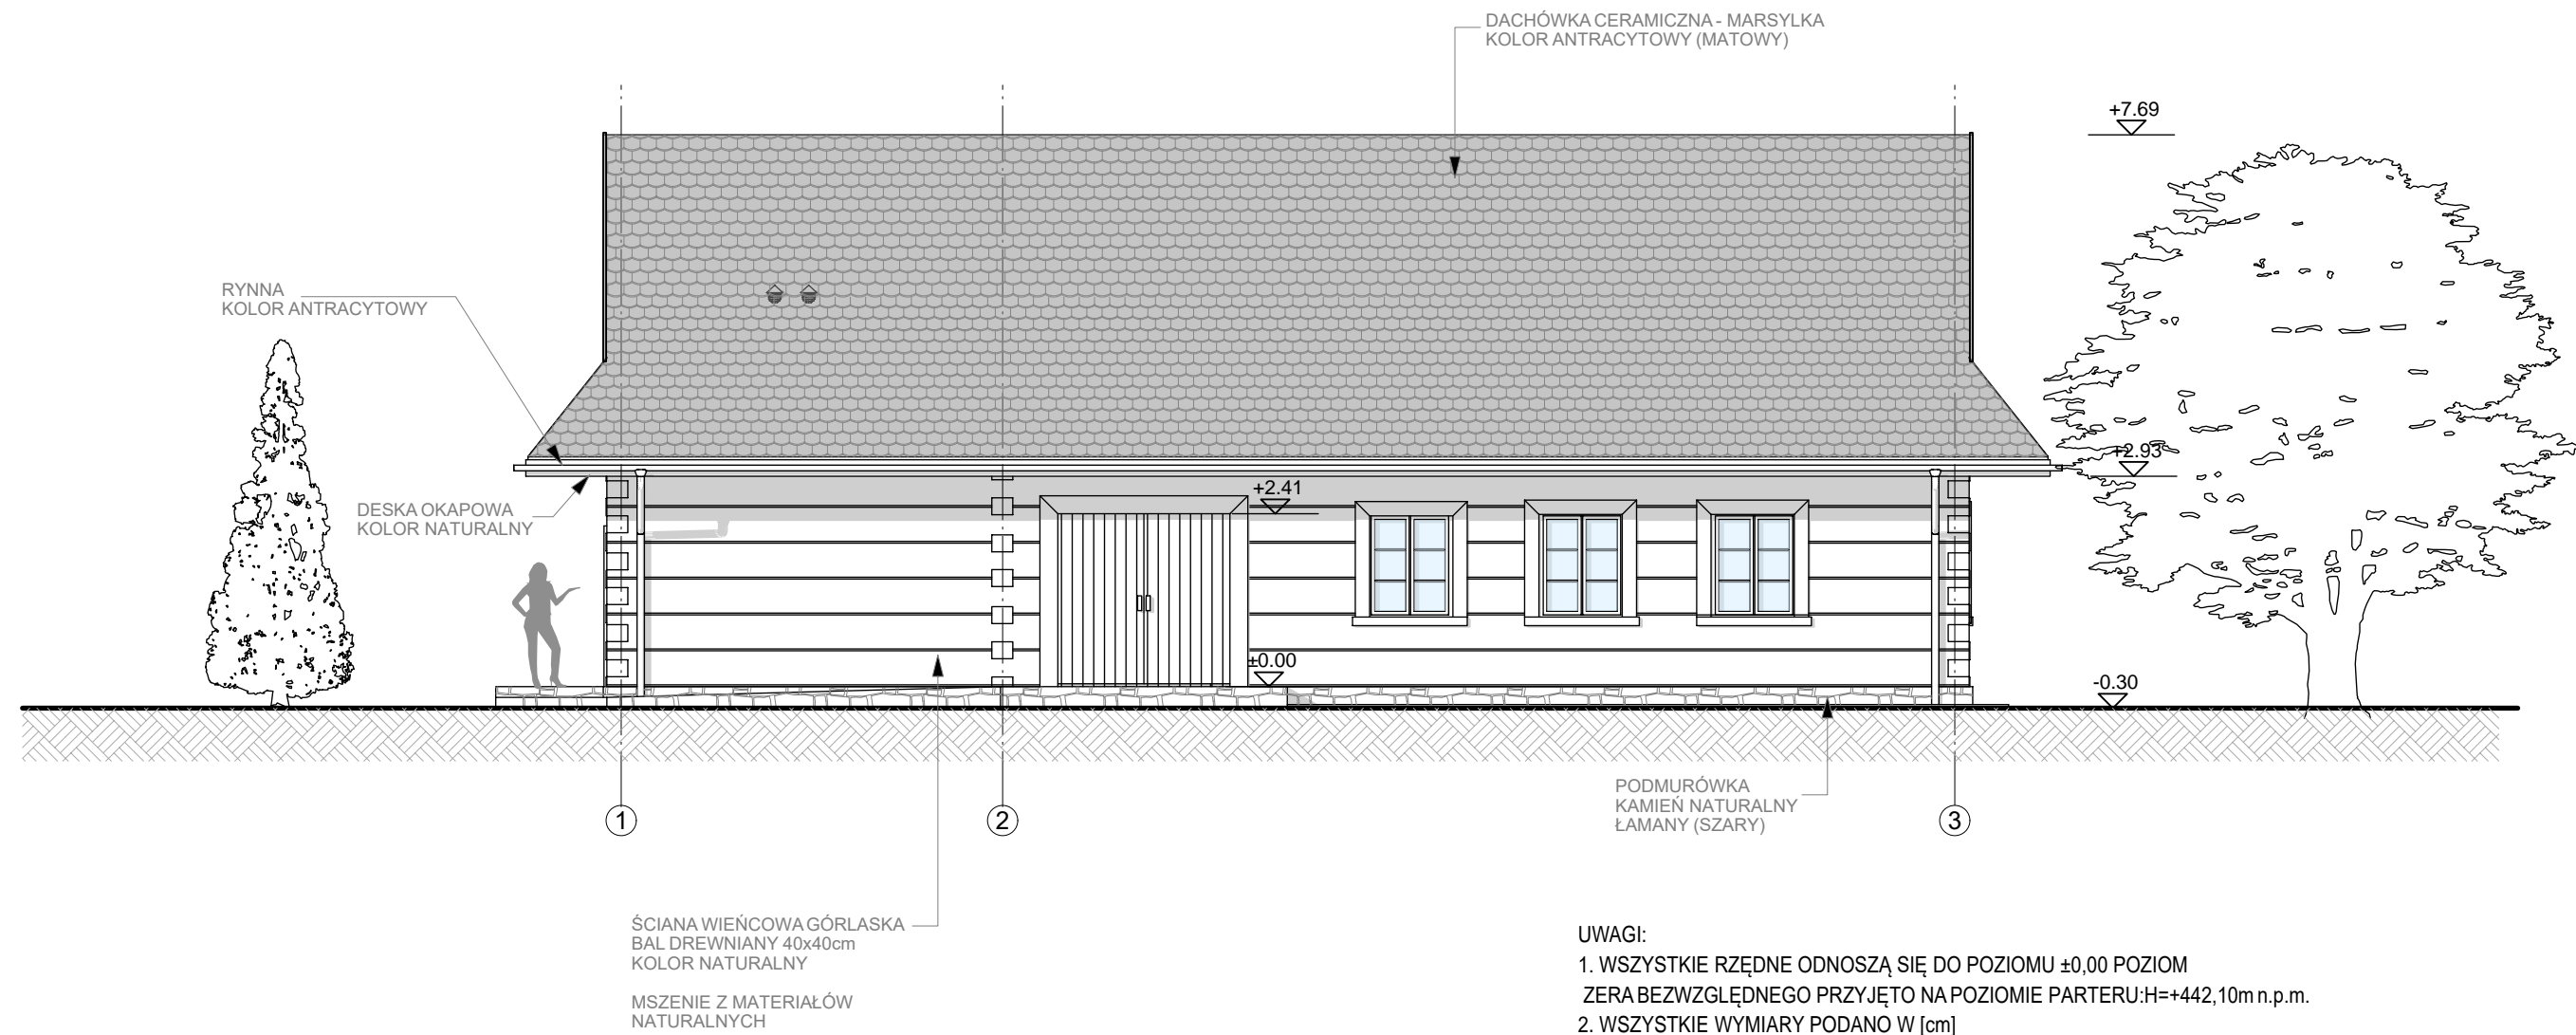 DACHÓWKA CERAMICZNA - MARSYLKA
KOLOR ANTRACYTOWY (MATOWY)
+7.69
RYNNA
KOLOR ANTRACYTOWY
+2.93
DESKA OKAPOWA
KOLOR NATURALNY
+2.41
±0.00
-0.30
PODMURÓWKA
KAMIEŃ NATURALNY
ŁAMANY (SZARY)
1
2
3
ŚCIANA WIEŃCOWA GÓRLASKA
BAL DREWNIANY 40x40cm
KOLOR NATURALNY
MSZENIE Z MATERIAŁÓW
NATURALNYCH
UWAGI:
1. WSZYSTKIE RZĘDNE ODNOSZĄ SIĘ DO POZIOMU ±0,00 POZIOM
ZERA BEZWZGLĘDNEGO PRZYJĘTO NA POZIOMIE PARTERU:H=+442,10m n.p.m.
2. WSZYSTKIE WYMIARY PODANO W [cm]